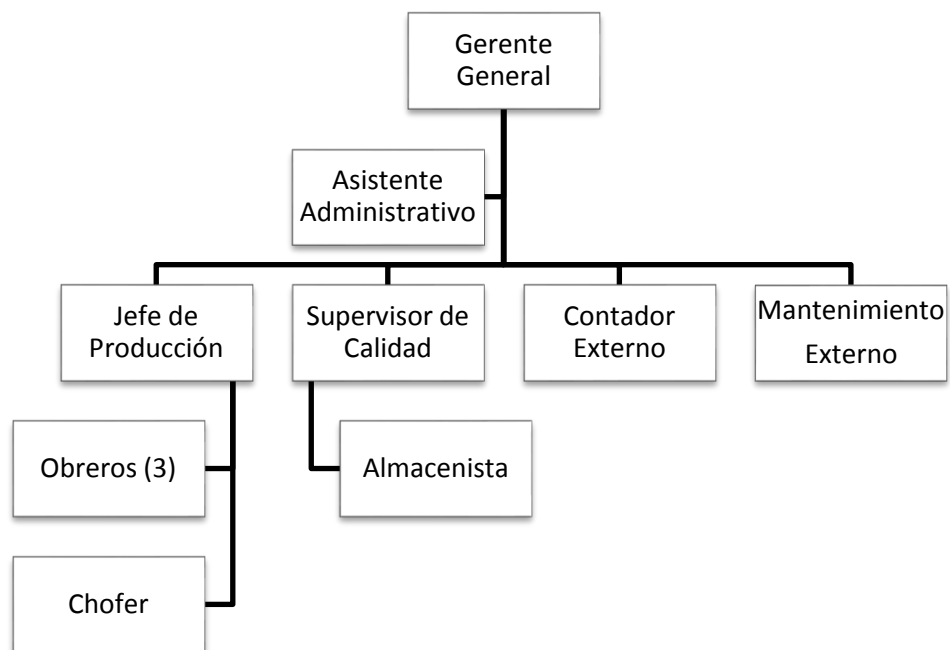 Gerente
General
Asistente
Administrativo
Jefe de
Producción
Supervisor de
Calidad
Contador
Externo
Mantenimiento
Externo
Obreros (3)
Almacenista
Chofer